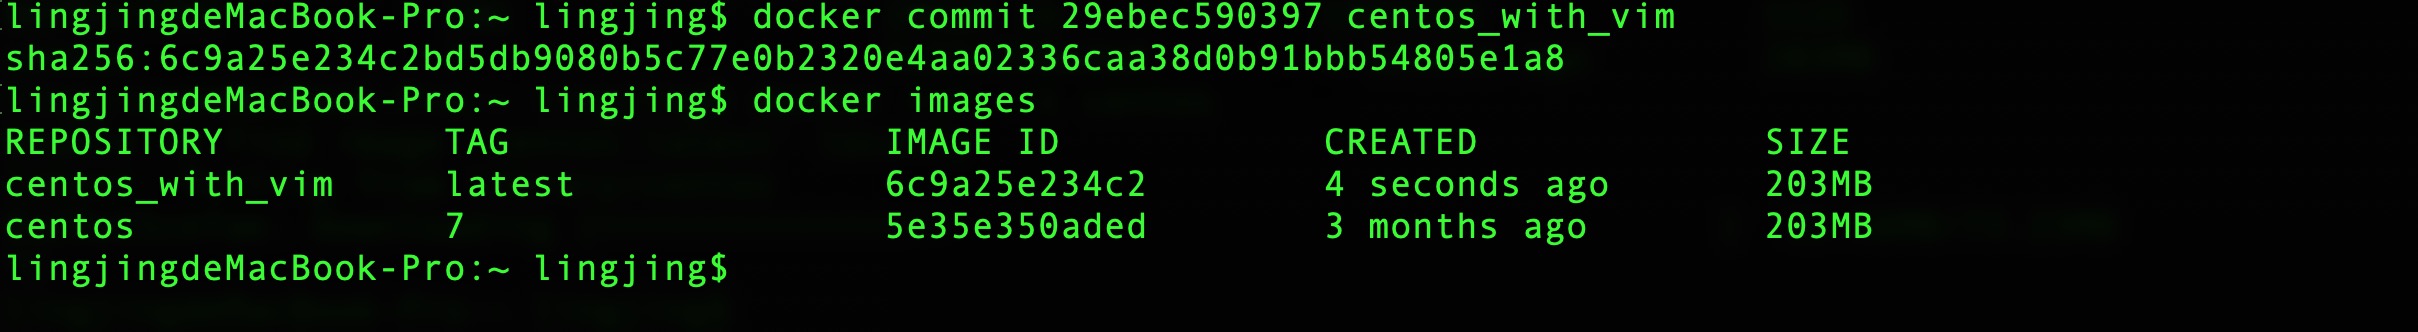 lingjingdeMacBook-Pro:~ lingjing$ docker commit 29ebec590397 centos_with_vim
sha256:6c9a25e234c2bd5db9080b5c77e0b2320e4aa02336caa38d0b91bbb54805e1a8
lingjingdeMacBook-Pro:~ lingjing$ docker images
REPOSITORY TAG IMAGE ID CREATED SIZE
centos_with_vim latest 6c9a25e234c2 4 seconds ago 203MB
centos 7 5e35e350aded 3 months ago 203MB
lingjingdeMacBook-Pro:~ lingjing$